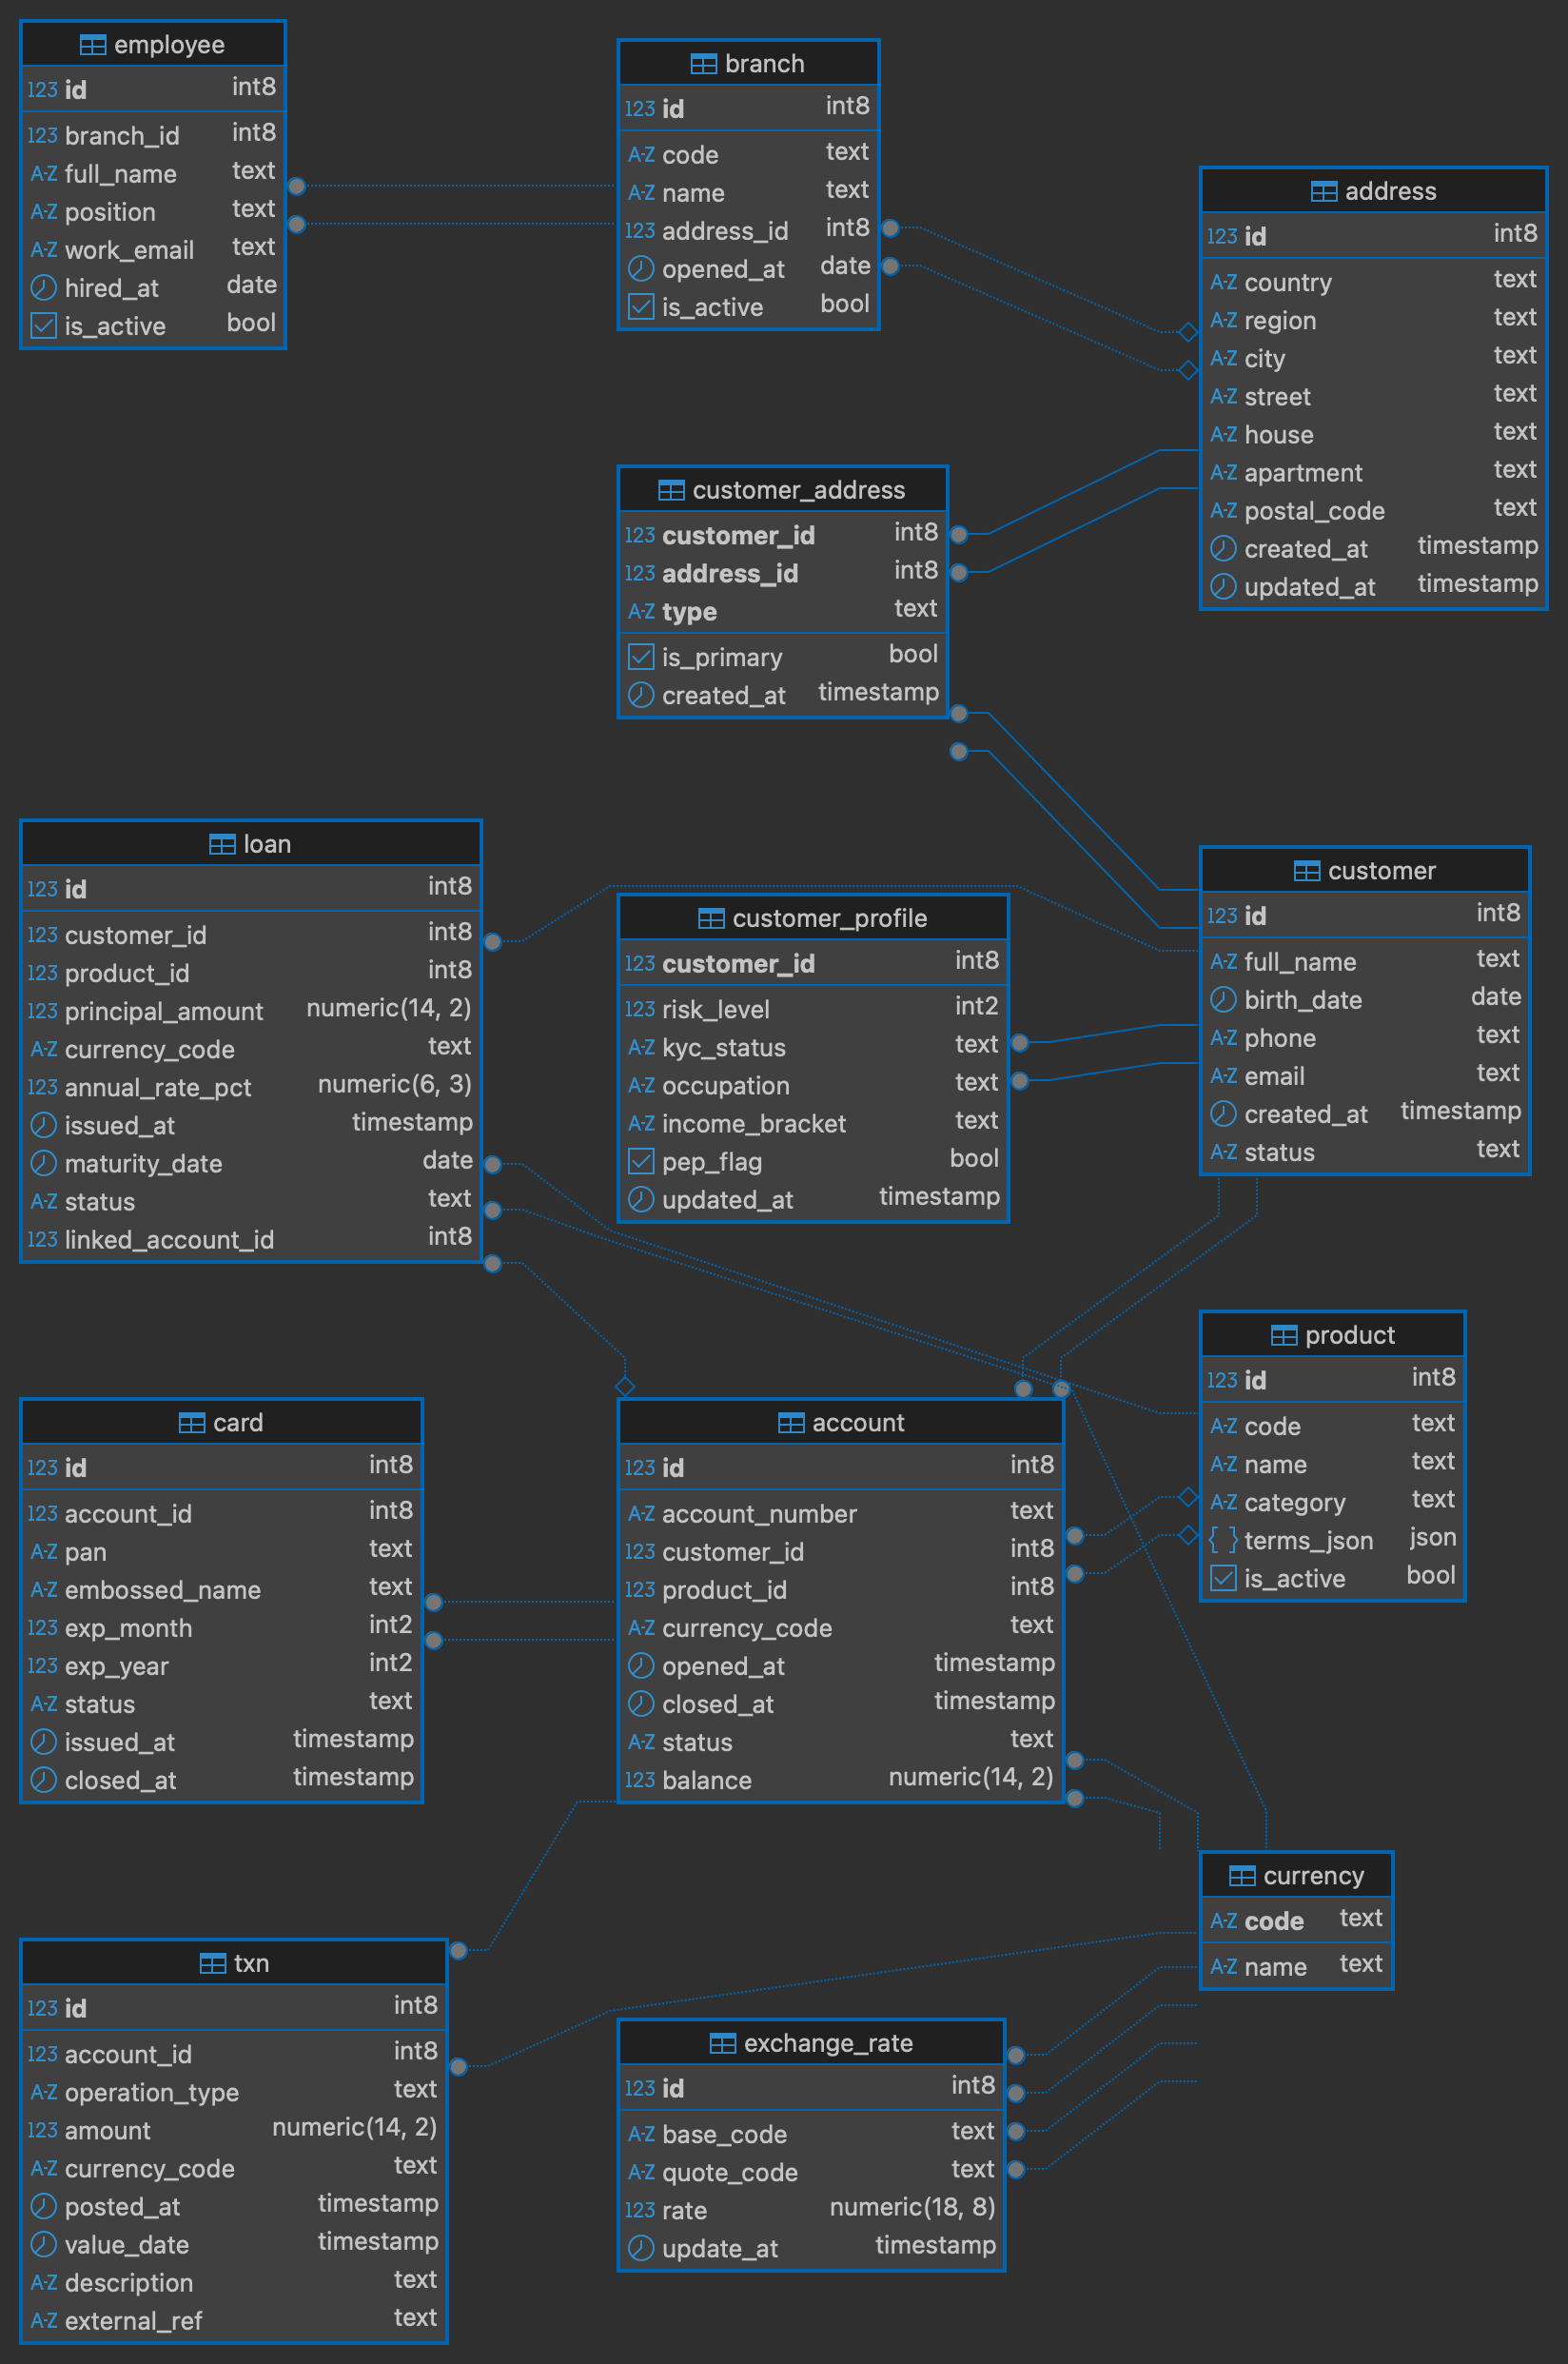 employee
123 id int8
123 branch_id int8
A-Z full_name text
A-Z position text
A-Z work_email text
hired_at date
is_active bool
branch
123 id int8
A-Z code text
A-Z name text
123 address_id int8
opened_at date
is_active bool
address
123 id int8
A-Z country text
A-Z region text
A-Z city text
A-Z street text
A-Z house text
A-Z apartment text
A-Z postal_code text
created_at timestamp
updated_at timestamp
customer_address
123 customer_id int8
123 address_id int8
A-Z type text
is_primary bool
created_at timestamp
loan
123 id int8
123 customer_id int8
123 product_id int8
123 principal_amount numeric(14, 2)
A-Z currency_code text
123 annual_rate_pct numeric(6, 3)
issued_at timestamp
maturity_date date
A-Z status text
123 linked_account_id int8
customer_profile
123 customer_id int8
123 risk_level int2
A-Z kyc_status text
A-Z occupation text
A-Z income_bracket text
pep_flag bool
updated_at timestamp
customer
123 id int8
A-Z full_name text
birth_date date
A-Z phone text
A-Z email text
created_at timestamp
A-Z status text
product
123 id int8
A-Z code text
A-Z name text
A-Z category text
{ } terms_json json
is_active bool
card
123 id int8
123 account_id int8
A-Z pan text
A-Z embossed_name text
123 exp_month int2
123 exp_year int2
A-Z status text
issued_at timestamp
closed_at timestamp
account
123 id int8
A-Z account_number text
123 customer_id int8
123 product_id int8
A-Z currency_code text
opened_at timestamp
closed_at timestamp
A-Z status text
123 balance numeric(14, 2)
currency
A-Z code text
A-Z name text
txn
123 id int8
123 account_id int8
A-Z operation_type text
123 amount numeric(14, 2)
A-Z currency_code text
posted_at timestamp
value_date timestamp
A-Z description text
A-Z external_ref text
exchange_rate
123 id int8
A-Z base_code text
A-Z quote_code text
123 rate numeric(18, 8)
update_at timestamp